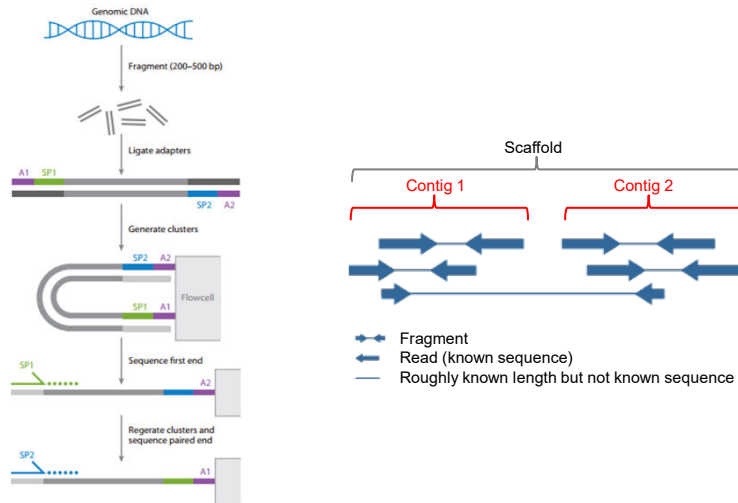 Genomic DNA
Fragment (200–500 bp)
Ligate adapters
A1 SP1
SP2 A2
Generate clusters
SP2 A2
Flowcell
SP1 A1
Sequence first end
SP1
A2
Regerate clusters and
sequence paired end
SP2
A1
Scaffold
Contig 1 Contig 2
Fragment
Read (known sequence)
Roughly known length but not known sequence